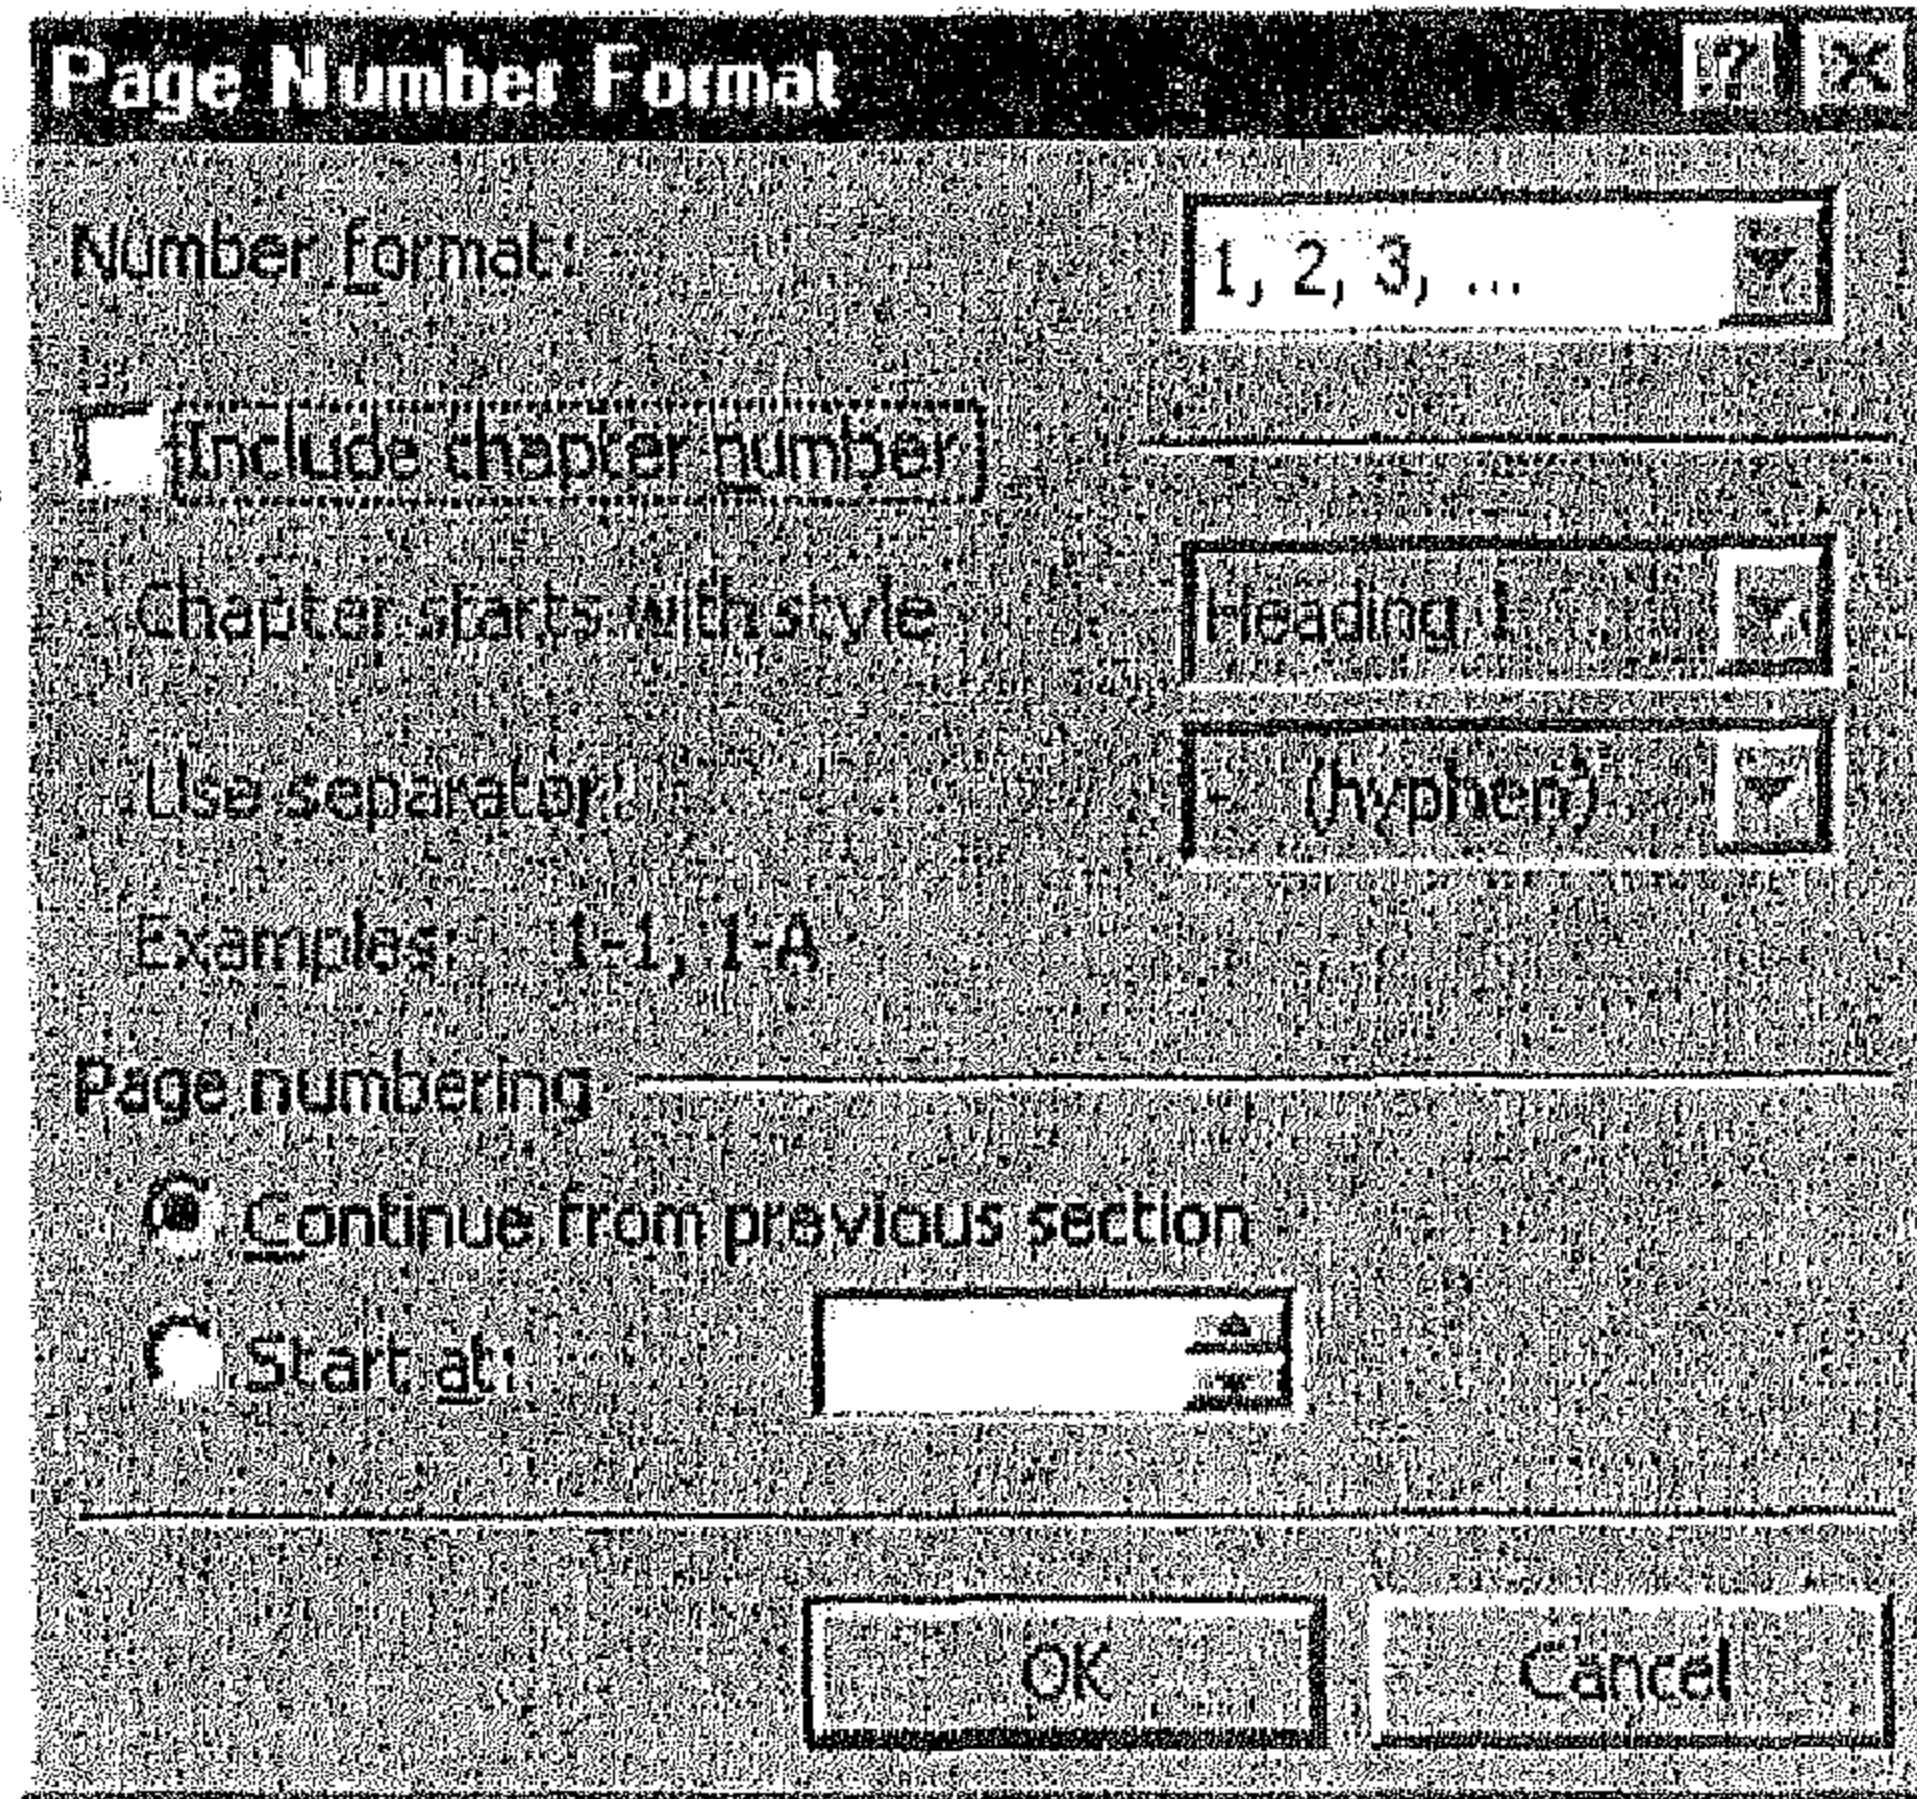 Page Number Format
Number format: 1, 2, 3, ...
Include chapter number
Chapter starts with style Heading 1
Use separator: - (hyphen)
Examples: 1-1, 1-A
Page numbering
Continue from previous section
Start at:
OK Cancel